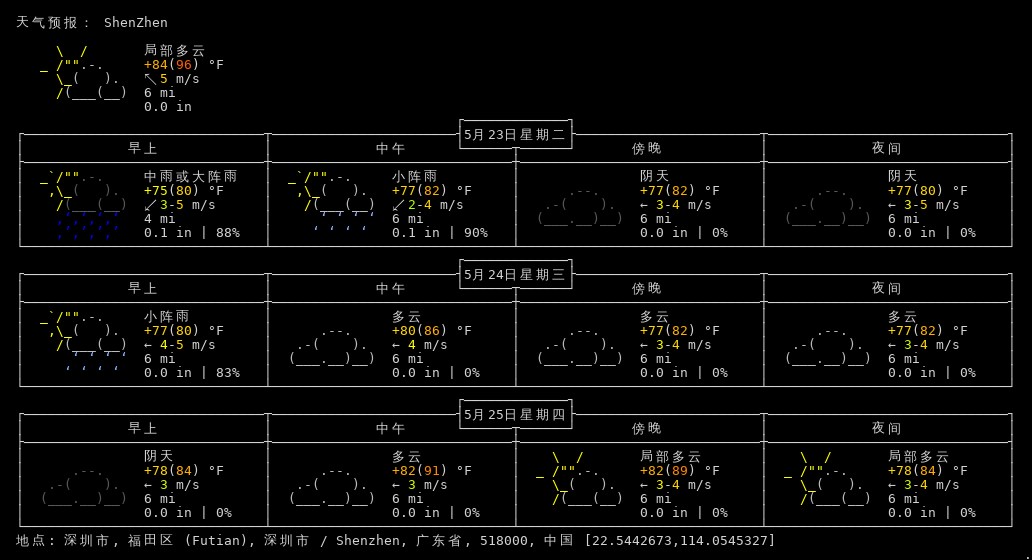 天气预报： ShenZhen
局部多云
+84(96) °F
↖ 5 m/s
6 mi
0.0 in
5月23日星期二
早上 中午 傍晚 夜间
中雨或大阵雨 小阵雨 阴天 阴天
+75(80) °F +77(82) °F +77(82) °F +77(80) °F
↙ 3-5 m/s ↙ 2-4 m/s ← 3-4 m/s ← 3-5 m/s
4 mi 6 mi 6 mi 6 mi
0.1 in | 88% 0.1 in | 90% 0.0 in | 0% 0.0 in | 0%
5月24日星期三
早上 中午 傍晚 夜间
小阵雨 多云 多云 多云
+77(80) °F +80(86) °F +77(82) °F +77(82) °F
← 4-5 m/s ← 4 m/s ← 3-4 m/s ← 3-4 m/s
6 mi 6 mi 6 mi 6 mi
0.0 in | 83% 0.0 in | 0% 0.0 in | 0% 0.0 in | 0%
5月25日星期四
早上 中午 傍晚 夜间
阴天 多云 局部多云 局部多云
+78(84) °F +82(91) °F +82(89) °F +78(84) °F
← 3 m/s ← 3 m/s ← 3-4 m/s ← 3-4 m/s
6 mi 6 mi 6 mi 6 mi
0.0 in | 0% 0.0 in | 0% 0.0 in | 0% 0.0 in | 0%
地点: 深圳市, 福田区 (Futian), 深圳市 / Shenzhen, 广东省, 518000, 中国 [22.5442673,114.0545327]